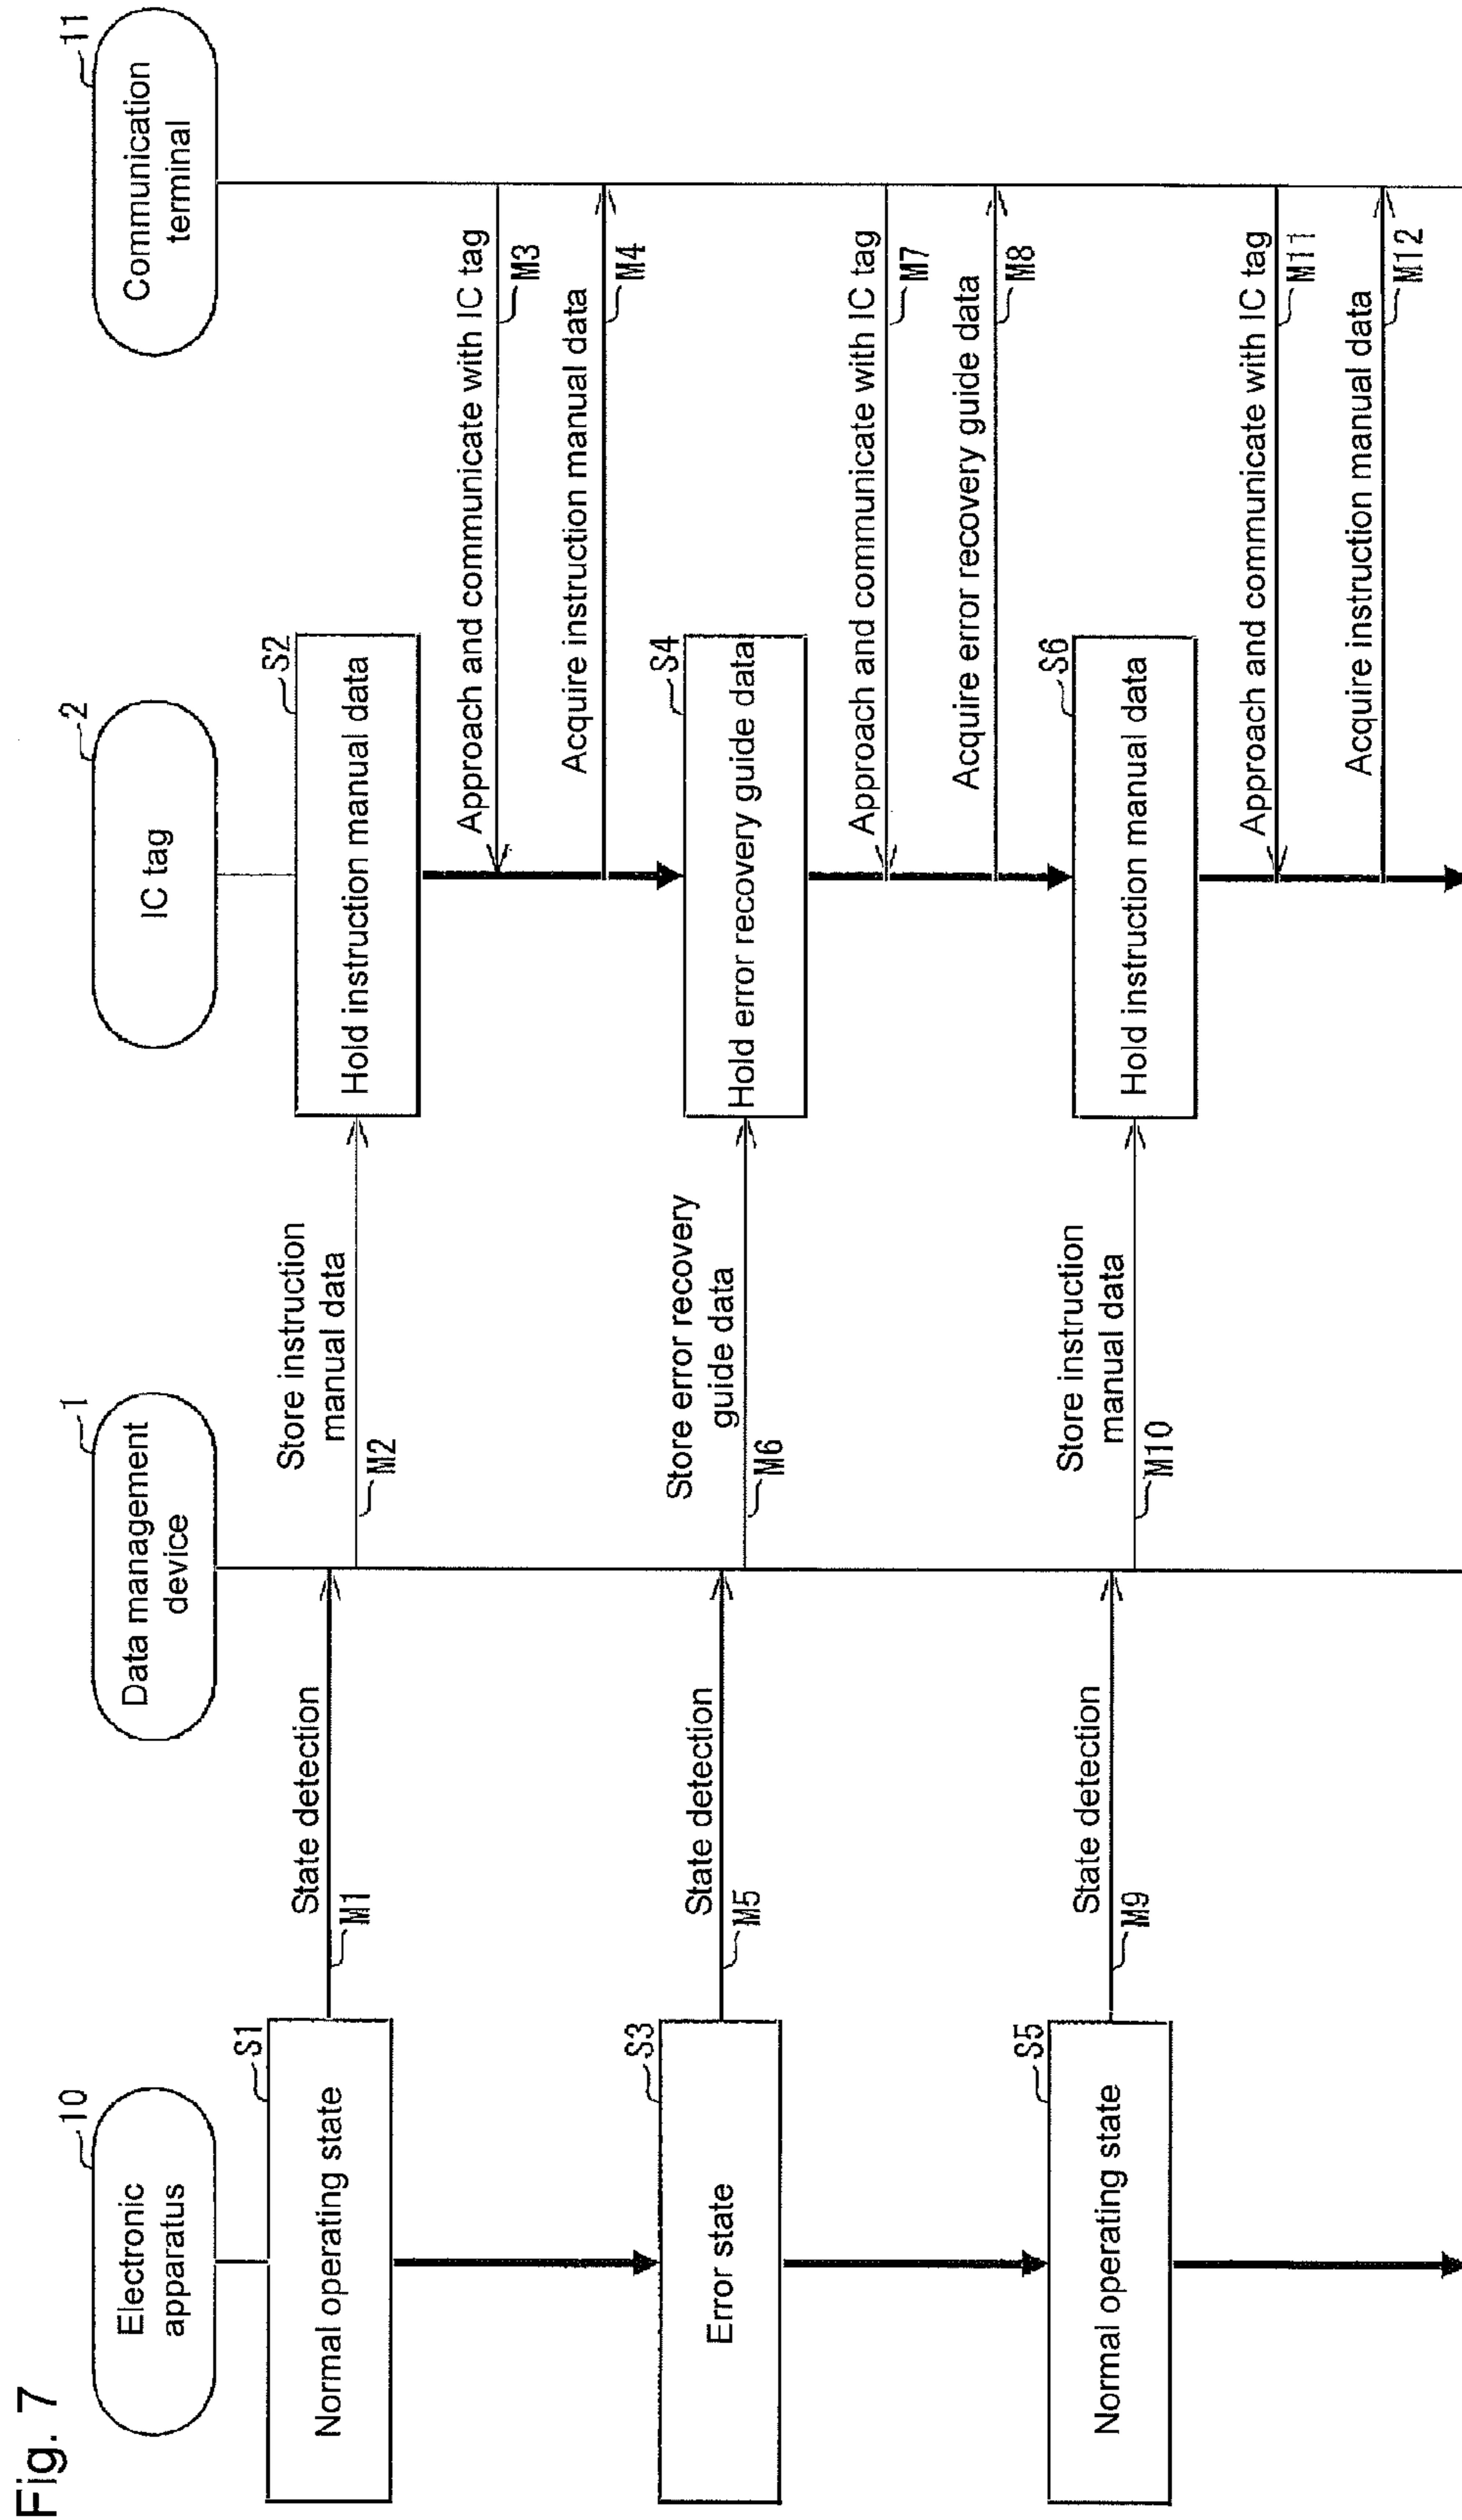 Fig. 7
10
Electronic
apparatus
1
Data management
device
2
IC tag
11
Communication
terminal
S1
Normal operating state
State detection
M1
Store instruction
manual data
M2
S2
Hold instruction manual data
Approach and communicate with IC tag
M3
Acquire instruction manual data
M4
S3
Error state
State detection
M5
Store error recovery
guide data
M6
S4
Hold error recovery guide data
Approach and communicate with IC tag
M7
Acquire error recovery guide data
M8
S5
Normal operating state
State detection
M9
Store instruction
manual data
M10
S6
Hold instruction manual data
Approach and communicate with IC tag
M11
Acquire instruction manual data
M12